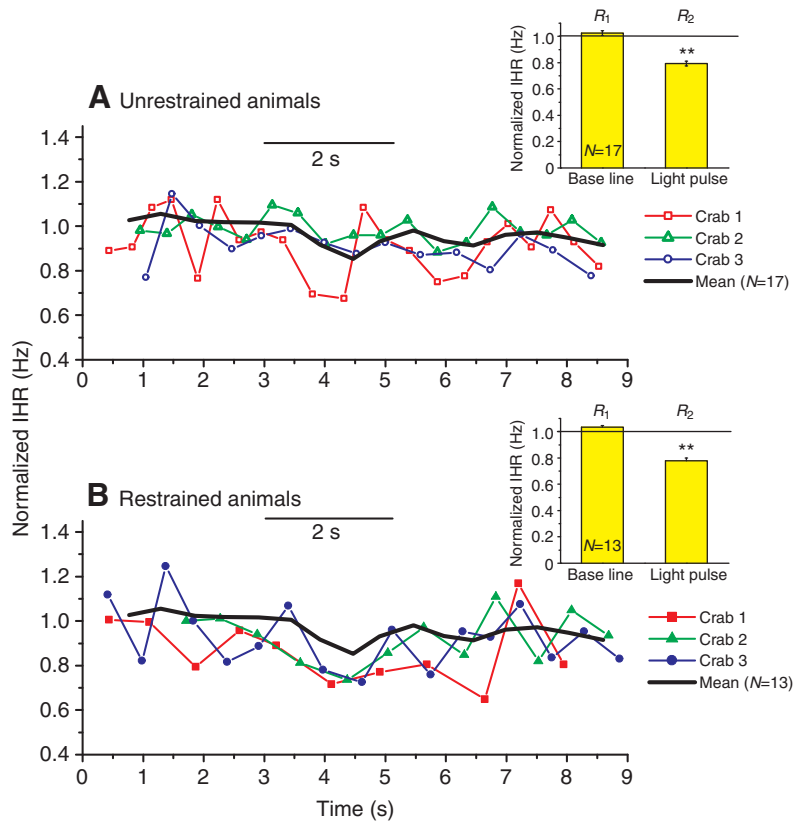 R1 R2
Normalized IHR (Hz)
1.0
0.8
0.6
0.4
0.2
0
**
N=17
Base line Light pulse
A Unrestrained animals
2 s
1.4
1.2
1.0
0.8
0.6
0.4
0 1 2 3 4 5 6 7 8 9
Crab 1
Crab 2
Crab 3
Mean (N=17)
Normalized IHR (Hz)
R1 R2
Normalized IHR (Hz)
1.0
0.8
0.6
0.4
0.2
0
**
N=13
Base line Light pulse
B Restrained animals
2 s
1.4
1.2
1.0
0.8
0.6
0.4
0 1 2 3 4 5 6 7 8 9
Crab 1
Crab 2
Crab 3
Mean (N=13)
Time (s)